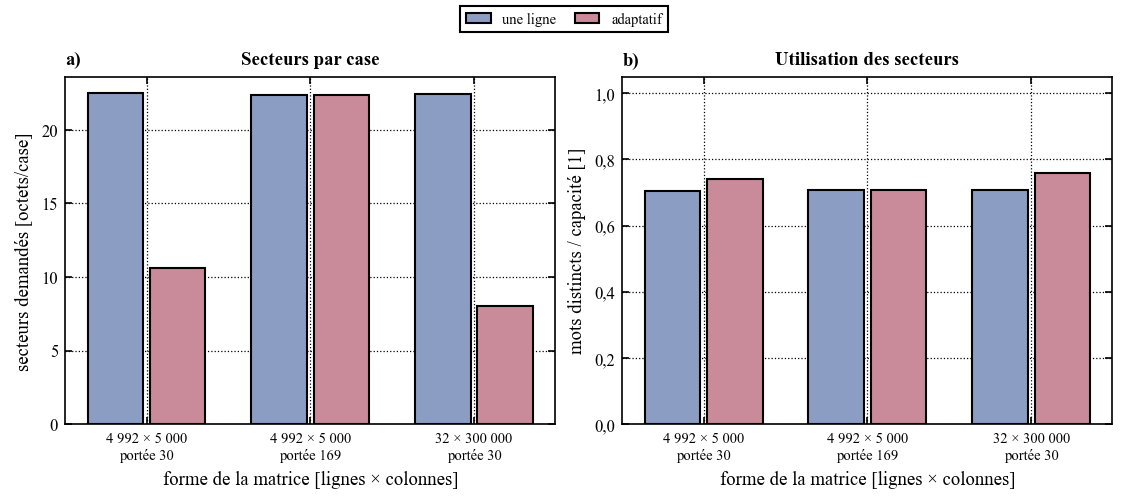 une ligne adaptatif
a) Secteurs par case
secteurs demandés [octets/case]
20
15
10
5
0
4 992 × 5 000 4 992 × 5 000 32 × 300 000
portée 30 portée 169 portée 30
forme de la matrice [lignes × colonnes]
b) Utilisation des secteurs
mots distincts / capacité [1]
1,0
0,8
0,6
0,4
0,2
0,0
4 992 × 5 000 4 992 × 5 000 32 × 300 000
portée 30 portée 169 portée 30
forme de la matrice [lignes × colonnes]